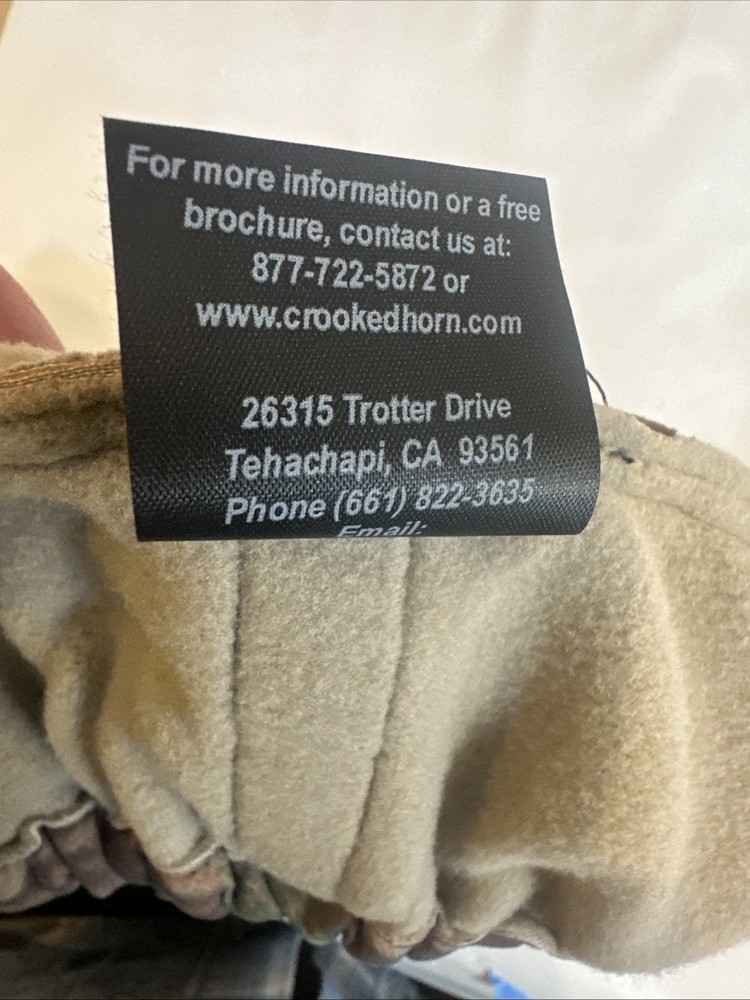 For more information or a free
brochure, contact us at:
877-722-5872 or
www.crookedhorn.com
26315 Trotter Drive
Tehachapi, CA 93561
Phone (661) 822-3635
Email: